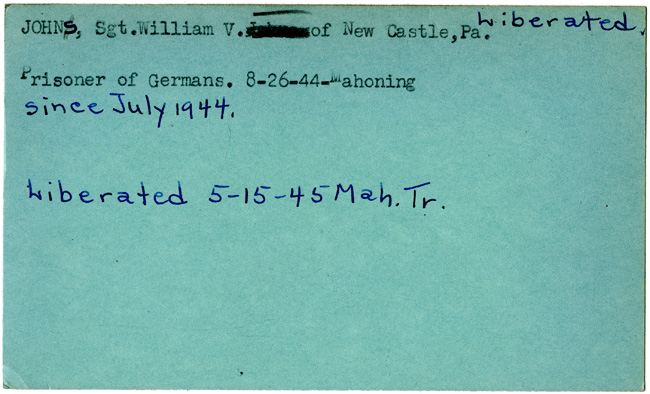 JOHNS, Sgt.William V. of New Castle,Pa. Liberated.
Prisoner of Germans. 8-26-44-Mahoning
since July 1944.
Liberated 5-15-45 Mah. Tr.